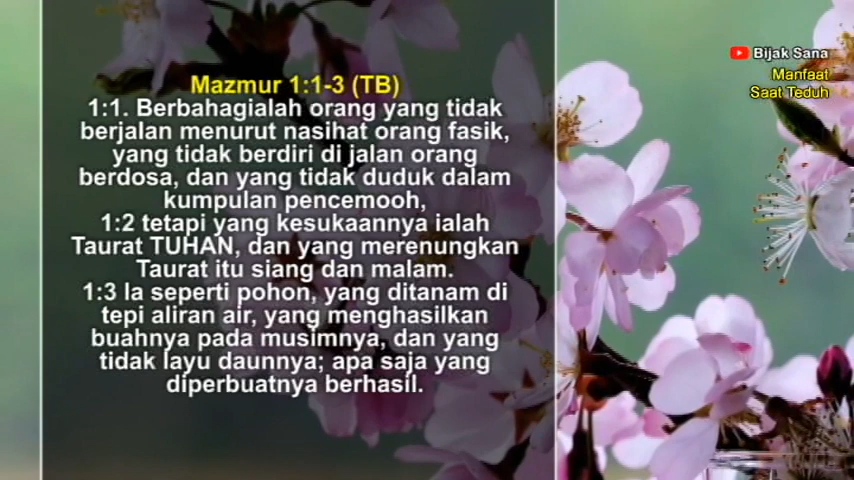 Mazmur 1:1-3 (TB)
1:1. Berbahagialah orang yang tidak
berjalan menurut nasihat orang fasik,
yang tidak berdiri di jalan orang
berdosa, dan yang tidak duduk dalam
kumpulan pencemooh,
1:2 tetapi yang kesukaannya ialah
Taurat TUHAN, dan yang merenungkan
Taurat itu siang dan malam.
1:3 Ia seperti pohon, yang ditanam di
tepi aliran air, yang menghasilkan
buahnya pada musimnya, dan yang
tidak layu daunnya; apa saja yang
diperbuatnya berhasil.
Bijak Sana
Manfaat
Saat Teduh